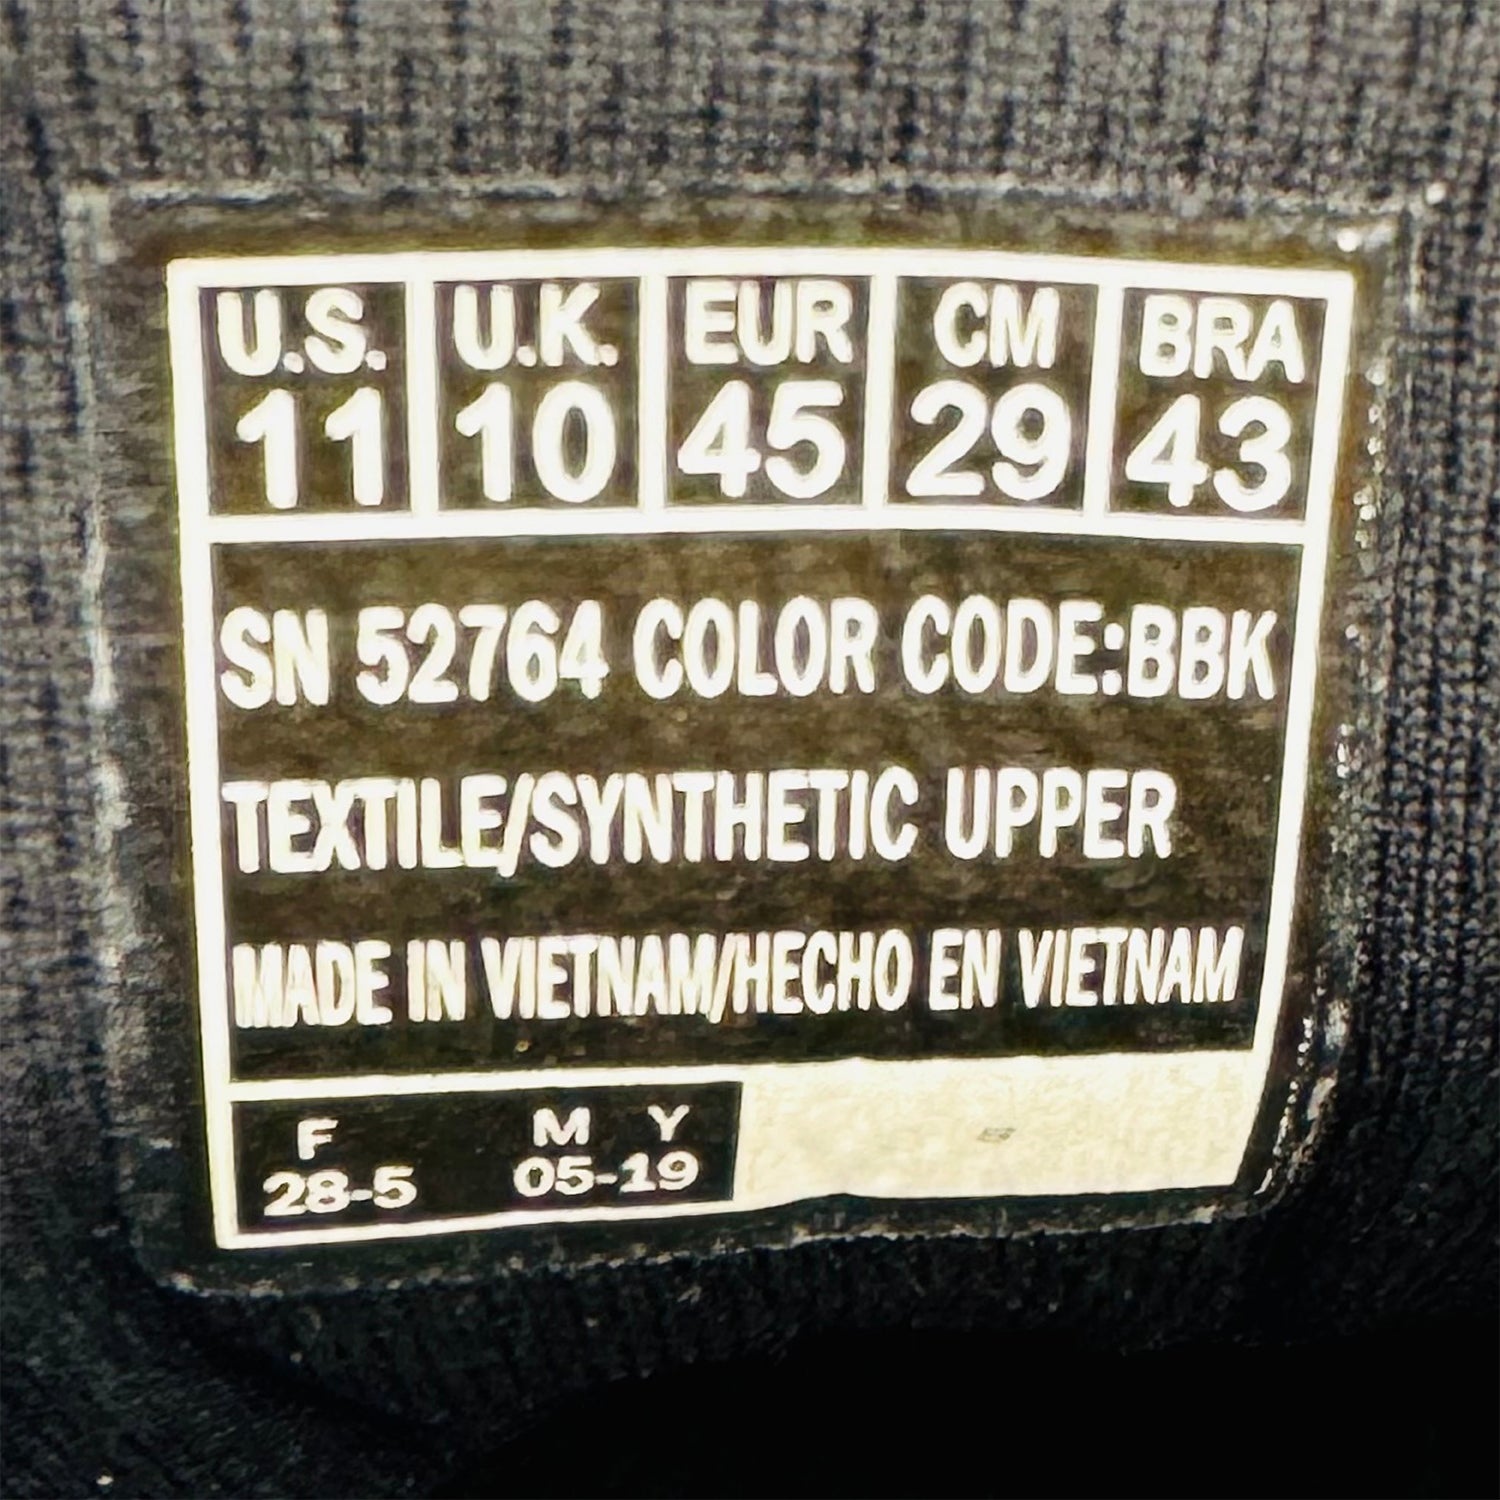 U.S. U.K. EUR CM BRA
11 10 45 29 43
SN 52764 COLOR CODE:BBK
TEXTILE/SYNTHETIC UPPER
MADE IN VIETNAM/HECHO EN VIETNAM
F M Y
28-5 05-19